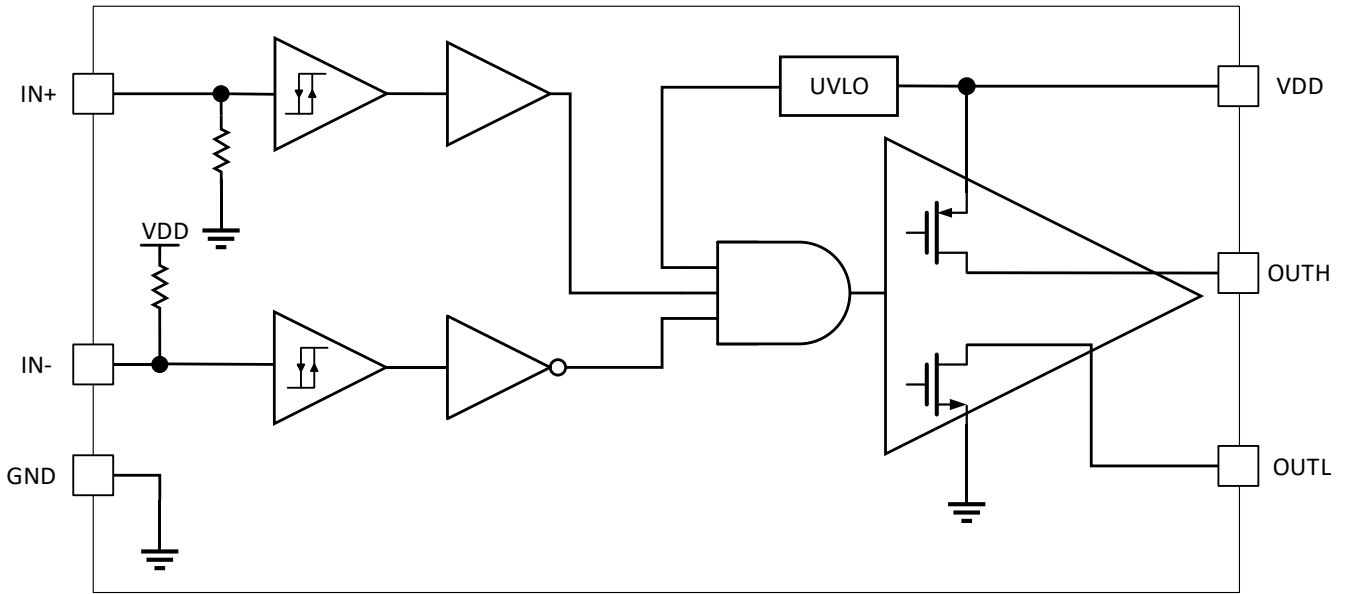 IN+
UVLO
VDD
VDD
OUTH
IN-
GND
OUTL